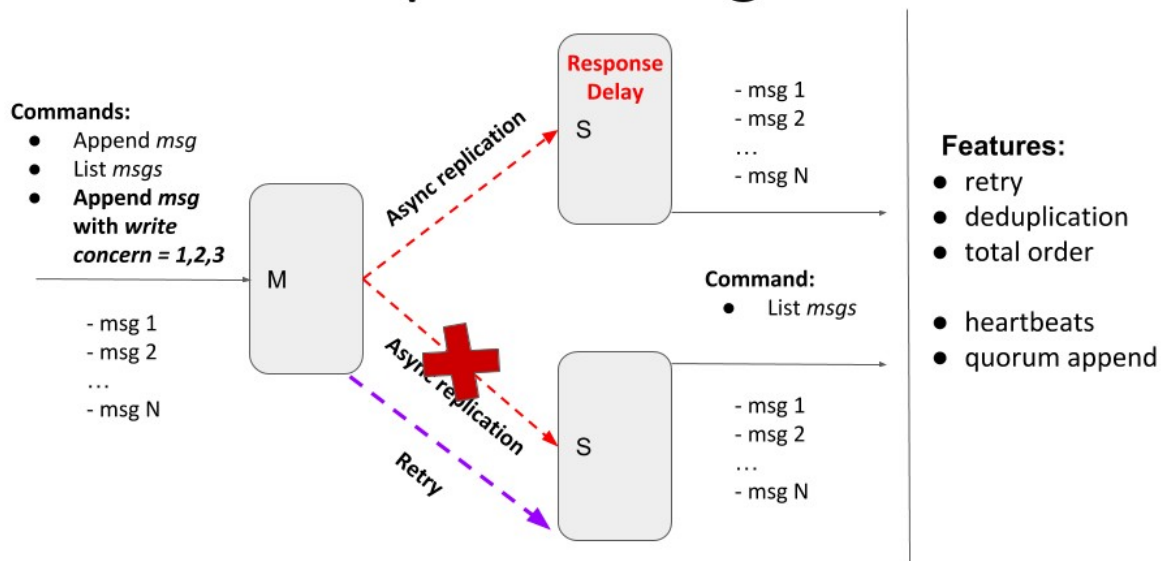 Commands:
● Append msg
● List msgs
● Append msg
with write
concern = 1,2,3
M
- msg 1
- msg 2
...
- msg N
Async replication
Async replication
Retry
Response
Delay
S
- msg 1
- msg 2
...
- msg N
Command:
● List msgs
S
- msg 1
- msg 2
...
- msg N
Features:
● retry
● deduplication
● total order
● heartbeats
● quorum append